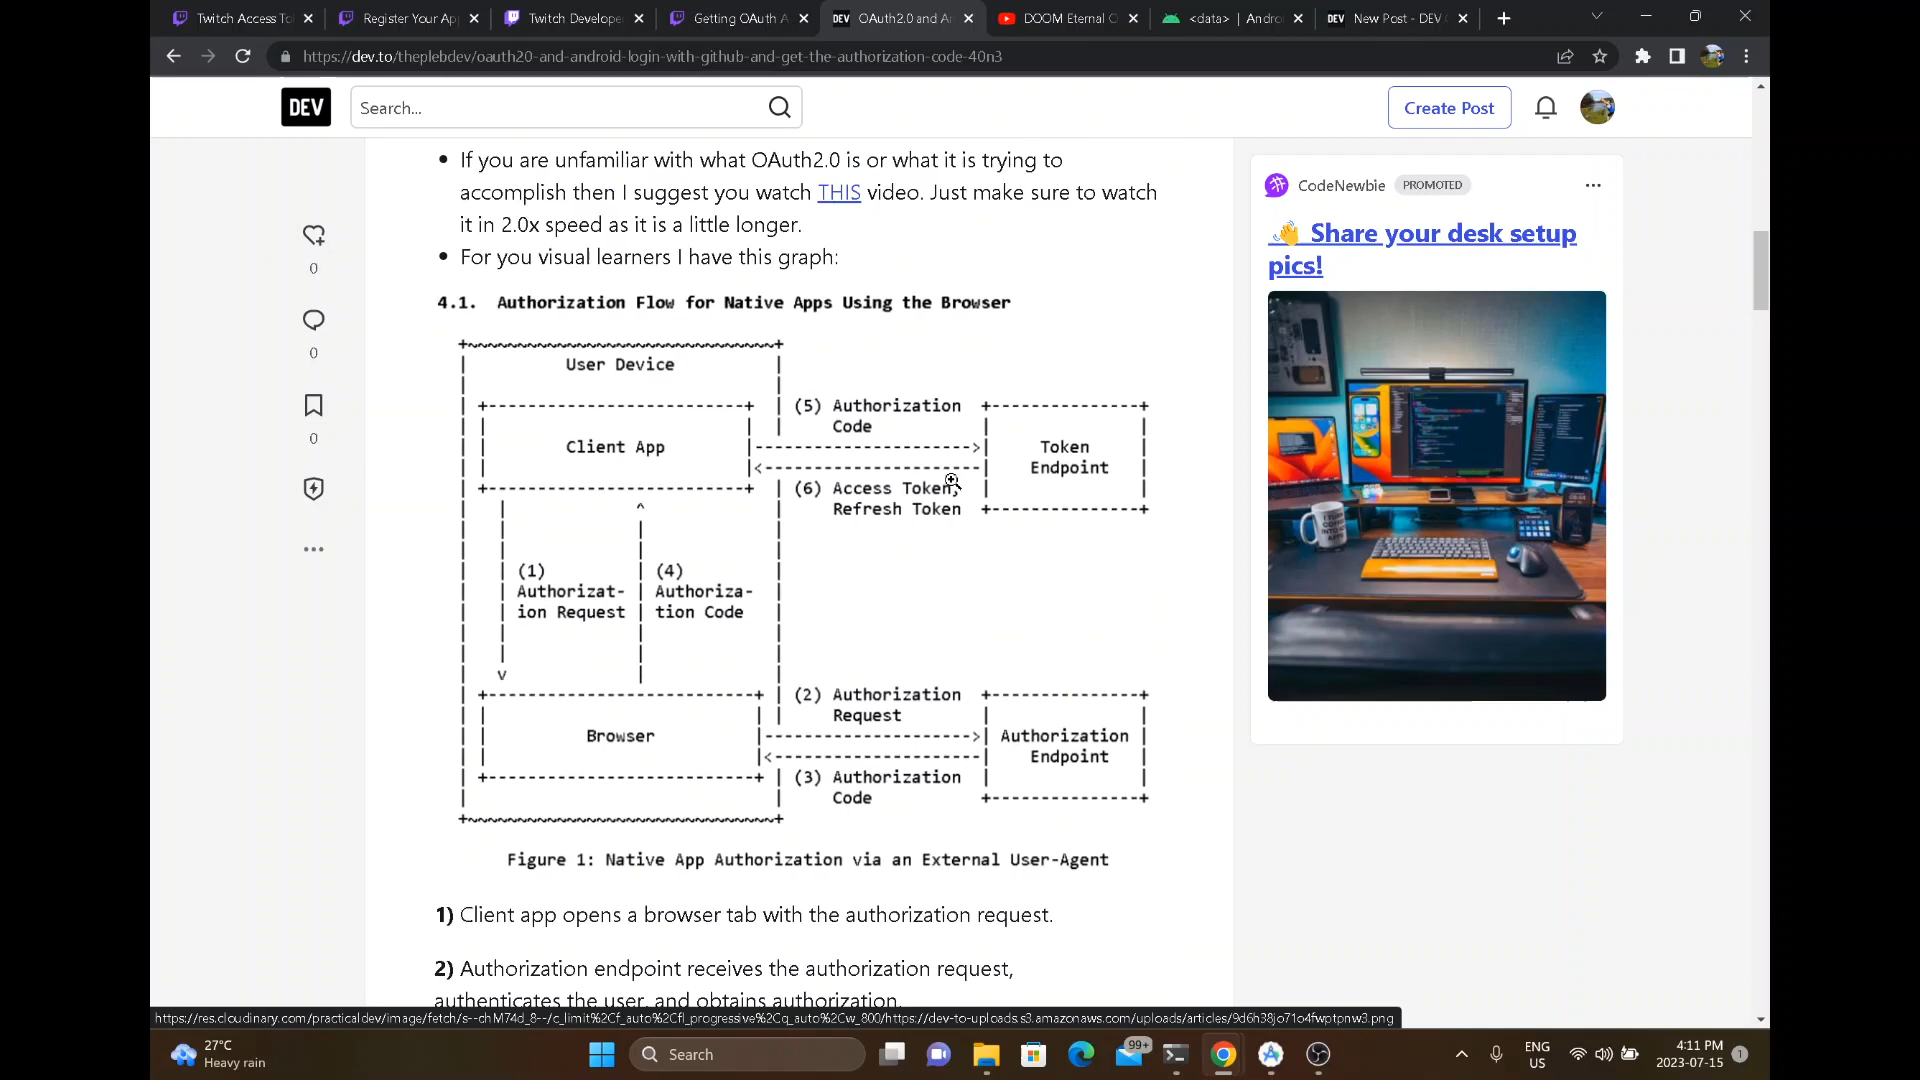 Twitch Access To
Register Your Ap
Twitch Develope
Getting OAuth A
DEV OAuth2.0 and An
DOOM Eternal O
<data> | Andro
DEV New Post - DEV
https://dev.to/theplebdev/oauth20-and-android-login-with-github-and-get-the-authorization-code-40n3
DEV
Search...
Create Post
• If you are unfamiliar with what OAuth2.0 is or what it is trying to
accomplish then I suggest you watch THIS video. Just make sure to watch
it in 2.0x speed as it is a little longer.
• For you visual learners I have this graph:
0
0
0
4.1. Authorization Flow for Native Apps Using the Browser
User Device
Client App
(5) Authorization
Code
Token
Endpoint
(6) Access Token,
Refresh Token
(1)
Authorizat-
ion Request
(4)
Authoriza-
tion Code
(2) Authorization
Request
Browser
Authorization
Endpoint
(3) Authorization
Code
Figure 1: Native App Authorization via an External User-Agent
1) Client app opens a browser tab with the authorization request.
2) Authorization endpoint receives the authorization request,
authenticates the user, and obtains authorization.
CodeNewbie PROMOTED
👋 Share your desk setup
pics!
I TURN
COFFEE
INTO
https://res.cloudinary.com/practicaldev/image/fetch/s--chM74d_8--/c_limit%2Cf_auto%2Cfl_progressive%2Cq_auto%2Cw_800/https://dev-to-uploads.s3.amazonaws.com/uploads/articles/9d6h38jo71o4fwptpnw3.png
27°C
Heavy rain
Search
99+
ENG
US
4:11 PM
2023-07-15
1